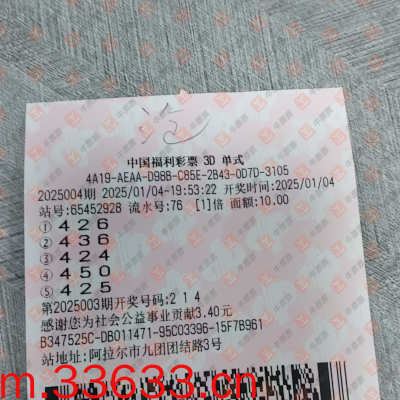 中国福利彩票 3D 单式
4A19-AEAA-D98B-C85E-2B43-0D7D-3105
2025004期 2025/01/04-19:53:22 开奖时间:2025/01/04
站号:65452928 流水号:76 [1]倍 面额:10.00
① 4 2 6
② 4 3 6
③ 4 2 4
④ 4 5 0
⑤ 4 2 5
第2025003期开奖号码:2 1 4
感谢您为社会公益事业贡献3.40元
B347525C-DB011471-95C03396-15F7B961
站地址:阿拉尔市九团团结路3号
m.33633.cn